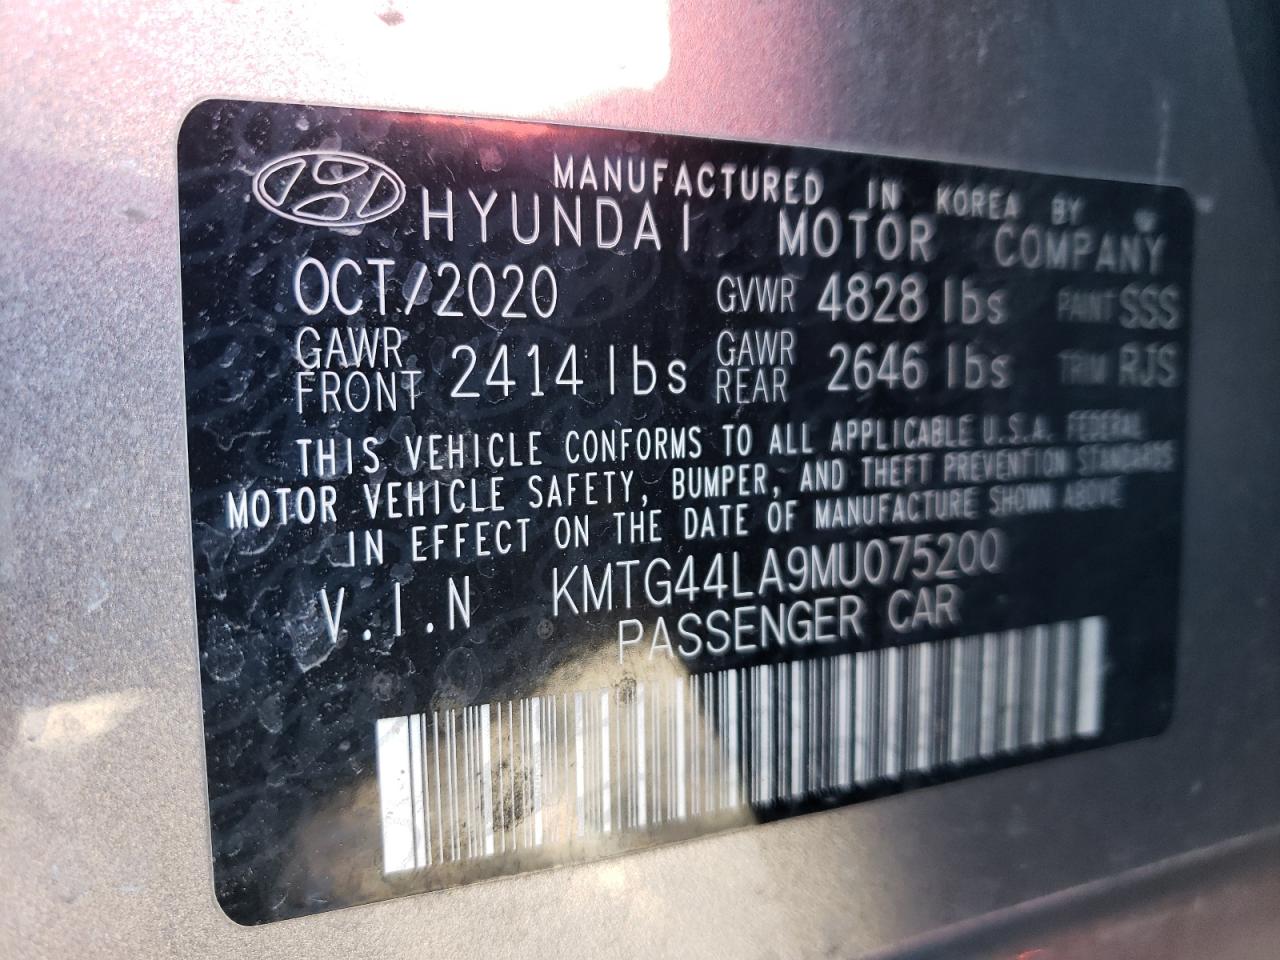 MANUFACTURED IN KOREA BY
HYUNDAI MOTOR COMPANY
OCT/2020 GVWR 4828 lbs PAINT SSS
GAWR FRONT 2414 lbs GAWR REAR 2646 lbs TRIM RJS
THIS VEHICLE CONFORMS TO ALL APPLICABLE U.S.A. FEDERAL
MOTOR VEHICLE SAFETY, BUMPER, AND THEFT PREVENTION STANDARDS
IN EFFECT ON THE DATE OF MANUFACTURE SHOWN ABOVE
V.I.N KMTG44LA9MU075200
PASSENGER CAR